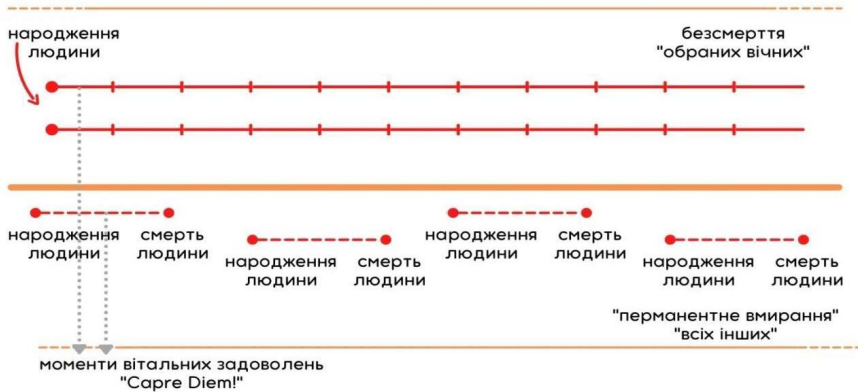 народження
людини
безсмерття
"обраних вічних"
народження
людини
смерть
людини
народження
людини
смерть
людини
народження
людини
смерть
людини
народження
людини
смерть
людини
"перманентне вмирання"
"всіх інших"
моменти вітальних задоволень
"Capre Diem!"